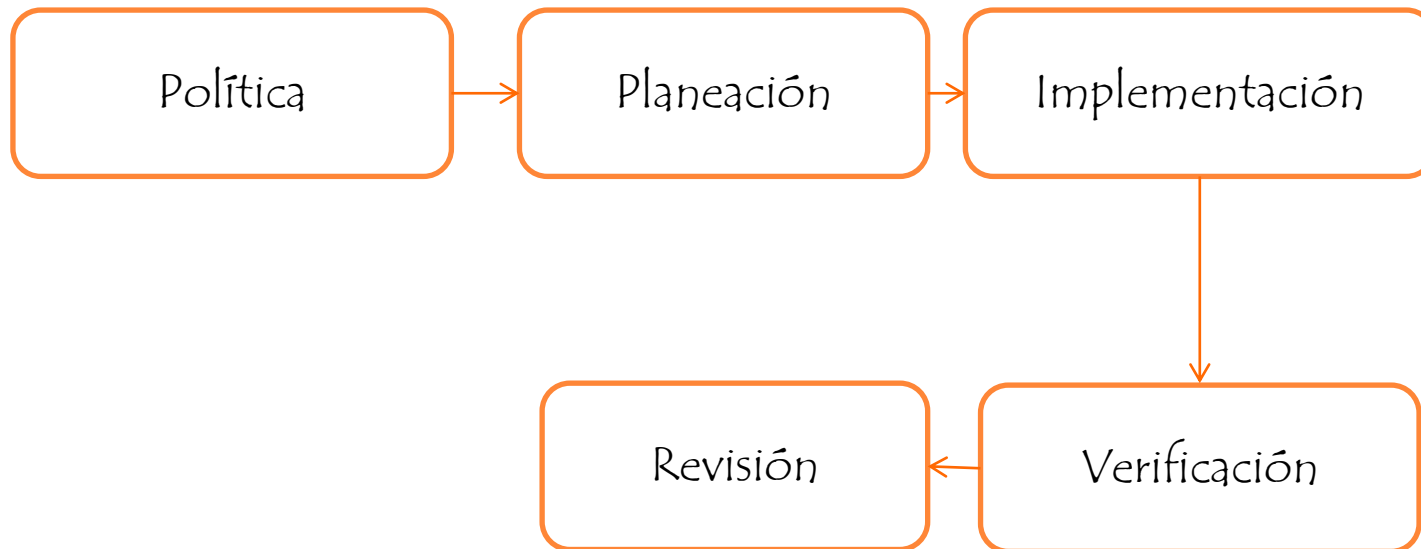 Política
Planeación
Implementación
Verificación
Revisión